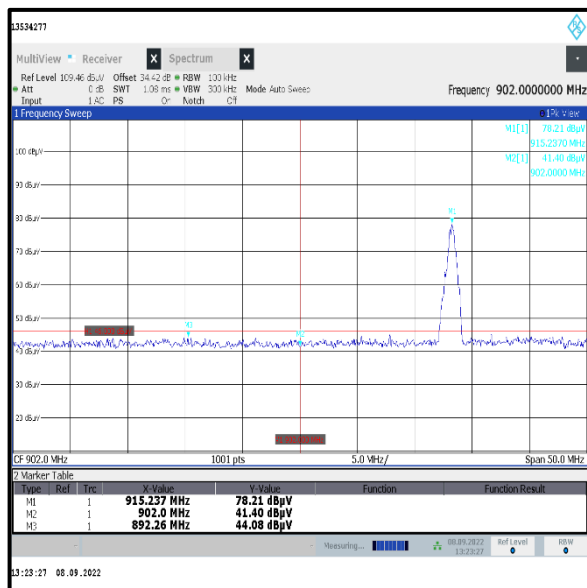 13534277
MultiView Receiver X Spectrum X
Ref Level 109.46 dBµV Offset 34.42 dB RBW 100 kHz
Att 0 dB SWT 1.08 ms VBW 300 kHz Mode Auto Sweep Frequency 902.0000000 MHz
Input 1 AC PS On Notch Off
1 Frequency Sweep 1Pk View
M1[1] 78.21 dBµV
915.2370 MHz
M2[1] 41.40 dBµV
902.0000 MHz
100 dBµV
90 dBµV
80 dBµV
M1
70 dBµV
60 dBµV
50 dBµV
M3
M2
40 dBµV
30 dBµV
20 dBµV
CF 902.0 MHz 1001 pts 5.0 MHz/ Span 50.0 MHz
2 Marker Table
Type Ref Trc X-Value Y-Value Function Function Result
M1 1 915.237 MHz 78.21 dBµV
M2 1 902.0 MHz 41.40 dBµV
M3 1 892.26 MHz 44.08 dBµV
Measuring... 08.09.2022 Ref Level RBW
13:23:27 0 0
13:23:27 08.09.2022